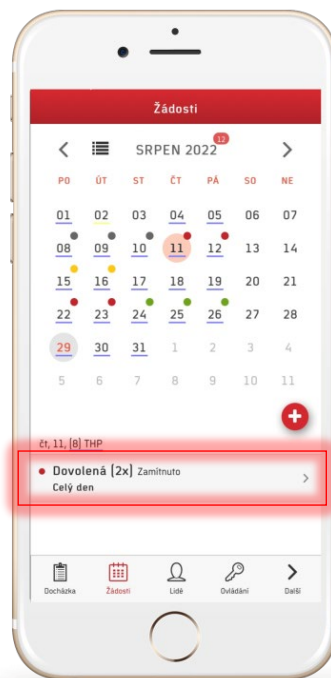 Žádosti
SRPEN 2022 12
PO ÚT ST ČT PÁ SO NE
01 02 03 04 05 06 07
08 09 10 11 12 13 14
15 16 17 18 19 20 21
22 23 24 25 26 27 28
29 30 31 1 2 3 4
5 6 7 8 9 10 11
čt, 11, [8] THP
Dovolená [2x] Zamítnuto
Celý den
Docházka Žádosti Lidé Ovládání Další